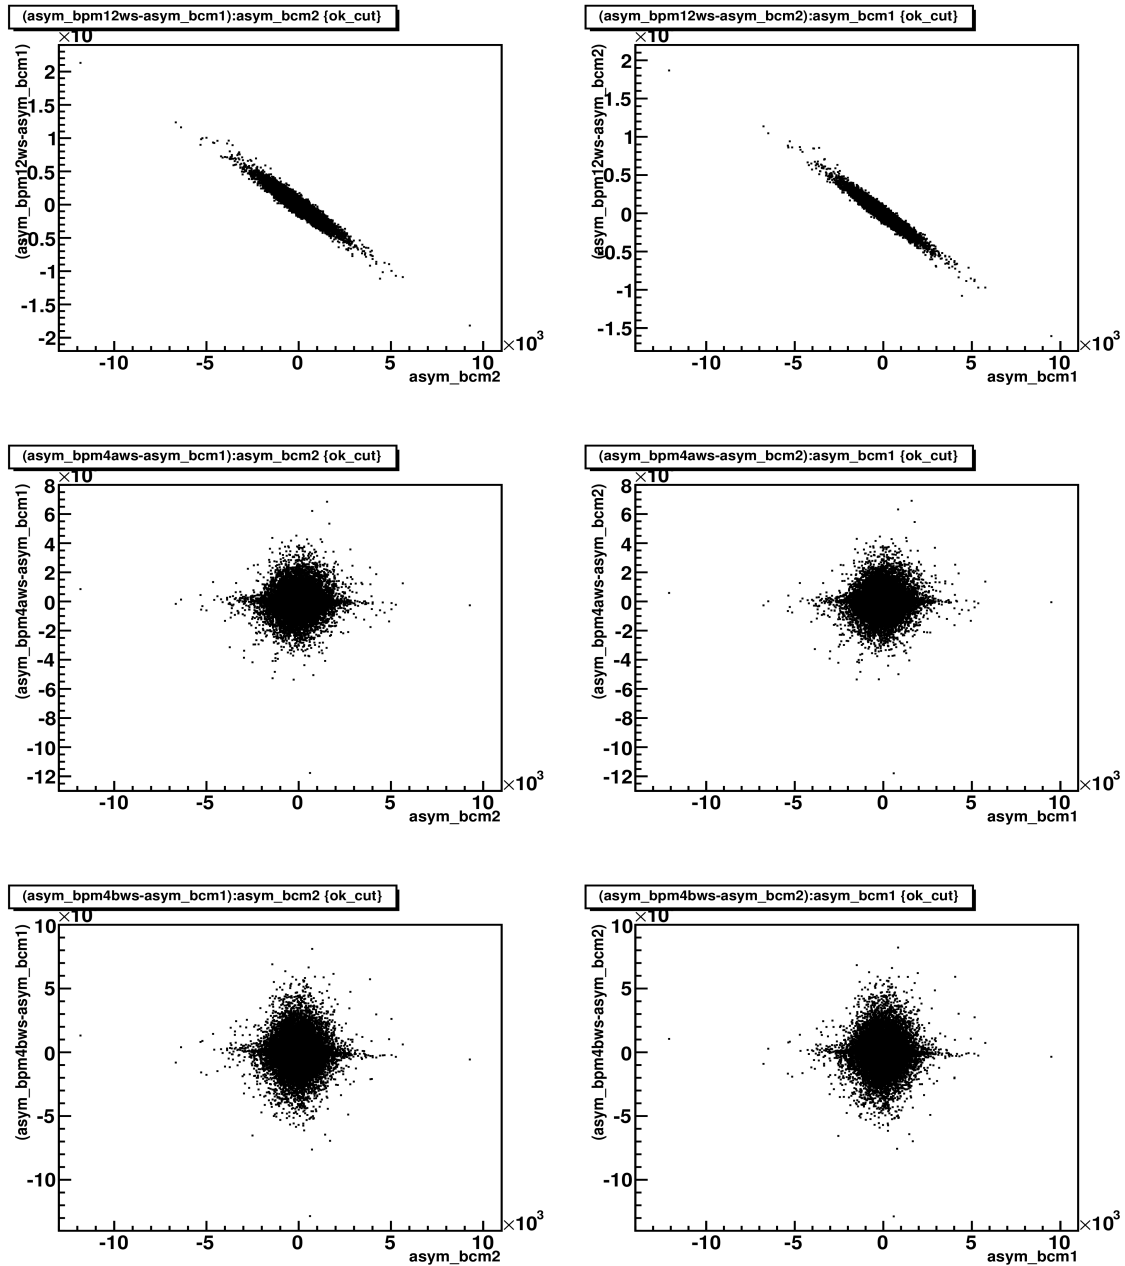 (asym_bpm12ws-asym_bcm1):asym_bcm2 {ok_cut}
×10
(asym_bpm12ws-asym_bcm1)
2
1.5
1
0.5
0
0.5
-1
-1.5
-2
-10 -5 0 5 10
×10³
asym_bcm2
(asym_bpm12ws-asym_bcm2):asym_bcm1 {ok_cut}
×10
(asym_bpm12ws-asym_bcm2)
2
1.5
1
0.5
0
0.5
-1
-1.5
-10 -5 0 5 10
×10³
asym_bcm1
(asym_bpm4aws-asym_bcm1):asym_bcm2 {ok_cut}
×10
(asym_bpm4aws-asym_bcm1)
8
6
4
2
0
-2
-4
-6
-8
-10
-12
-10 -5 0 5 10
×10³
asym_bcm2
(asym_bpm4aws-asym_bcm2):asym_bcm1 {ok_cut}
×10
(asym_bpm4aws-asym_bcm2)
8
6
4
2
0
-2
-4
-6
-8
-10
-12
-10 -5 0 5 10
×10³
asym_bcm1
(asym_bpm4bws-asym_bcm1):asym_bcm2 {ok_cut}
×10
(asym_bpm4bws-asym_bcm1)
10
5
0
-5
-10
-10 -5 0 5 10
×10³
asym_bcm2
(asym_bpm4bws-asym_bcm2):asym_bcm1 {ok_cut}
×10
(asym_bpm4bws-asym_bcm2)
10
5
0
-5
-10
-10 -5 0 5 10
×10³
asym_bcm1